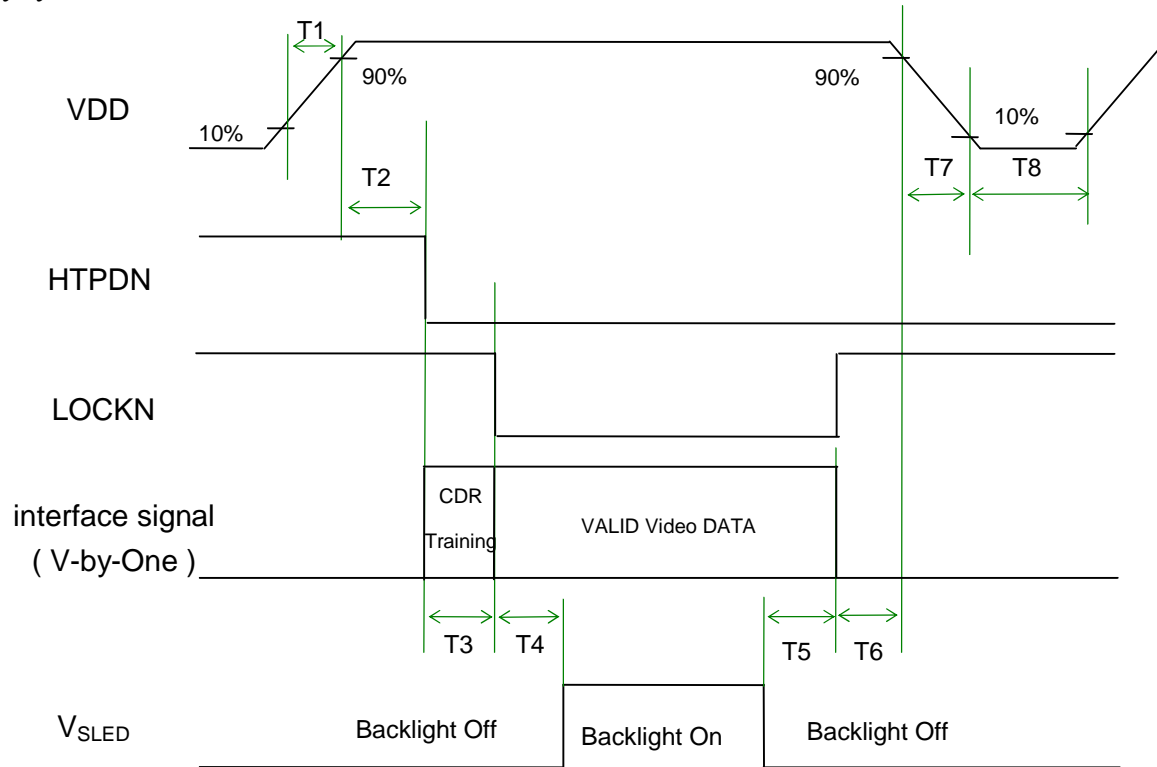 T1
90%
90%
VDD
10%
10%
T2
T7
T8
HTPDN
LOCKN
CDR
Training
VALID Video DATA
interface signal
( V-by-One )
T3
T4
T5
T6
VSLED
Backlight Off
Backlight On
Backlight Off